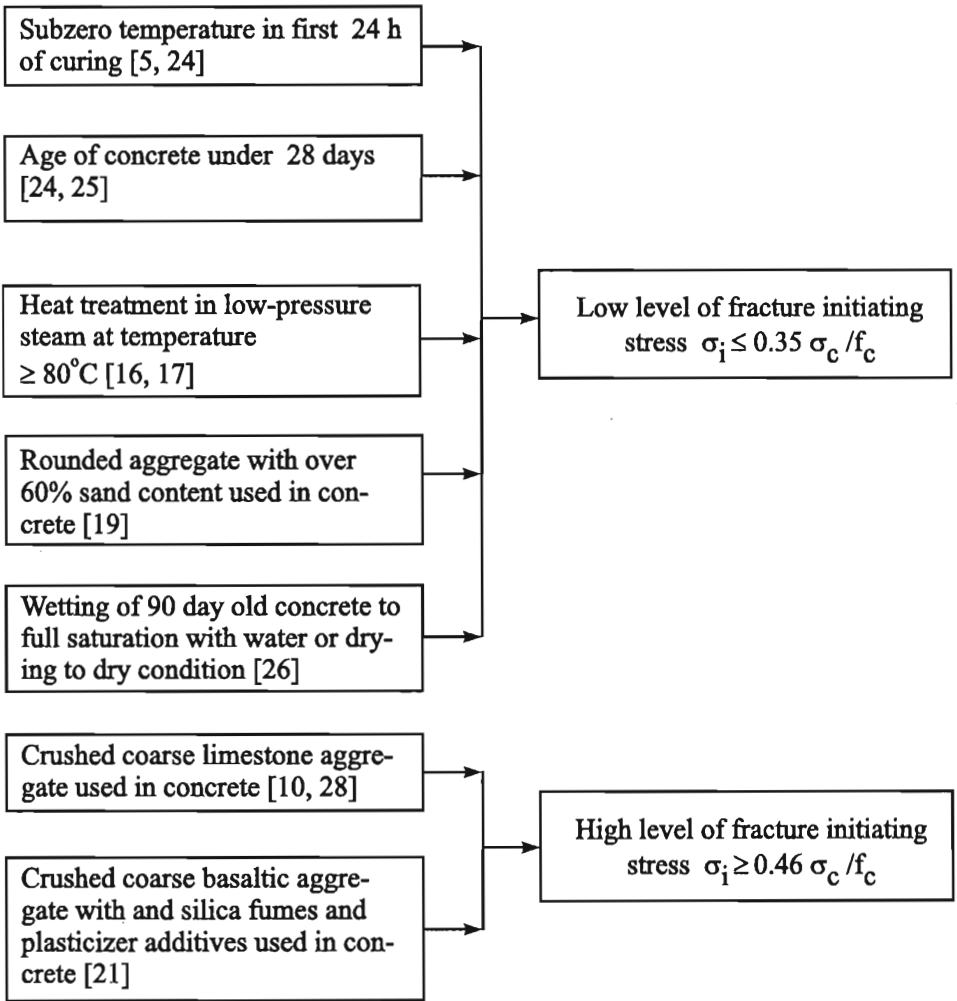 Subzero temperature in first 24 h
of curing [5, 24]
Age of concrete under 28 days
[24, 25]
Heat treatment in low-pressure
steam at temperature
≥ 80°C [16, 17]
Rounded aggregate with over
60% sand content used in con-
crete [19]
Wetting of 90 day old concrete to
full saturation with water or dry-
ing to dry condition [26]
Low level of fracture initiating
stress σi ≤ 0.35 σc /fc
Crushed coarse limestone aggre-
gate used in concrete [10, 28]
Crushed coarse basaltic aggre-
gate with and silica fumes and
plasticizer additives used in con-
crete [21]
High level of fracture initiating
stress σi ≥ 0.46 σc /fc